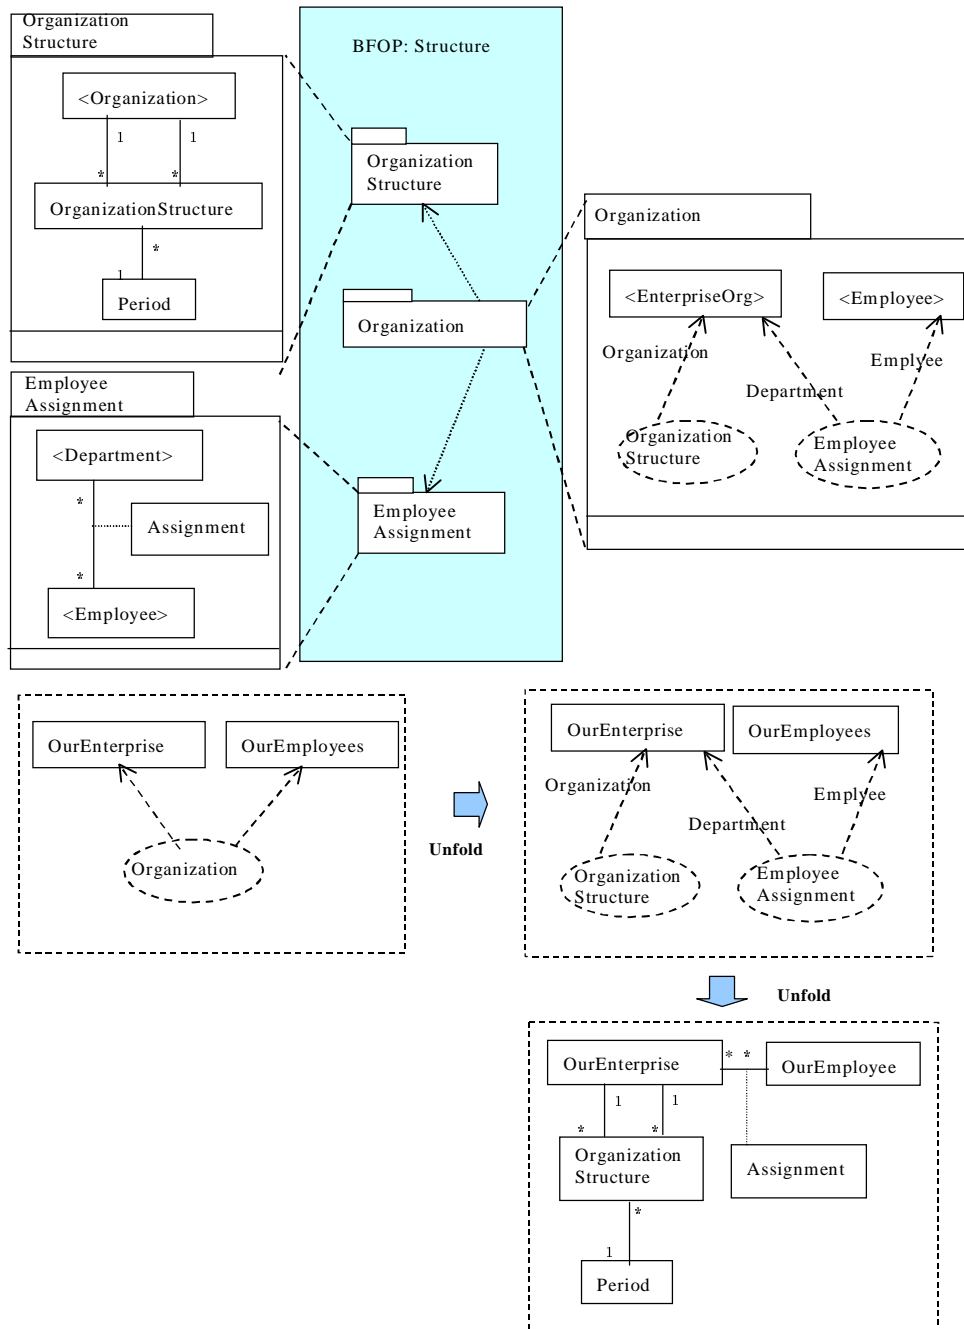 Organization
Structure
<Organization>
1
1
*
*
OrganizationStructure
*
1
Period
BFOP: Structure
Organization
Structure
Organization
Employee
Assignment
Organization
<EnterpriseOrg>
<Employee>
Organization
Emplyee
Department
Organization
Structure
Employee
Assignment
Employee
Assignment
<Department>
*
Assignment
*
<Employee>
OurEnterprise
OurEmployees
Organization
Unfold
OurEnterprise
OurEmployees
Organization
Emplyee
Department
Organization
Structure
Employee
Assignment
Unfold
OurEnterprise
* *
OurEmployee
1
1
*
*
Organization
Structure
Assignment
*
1
Period